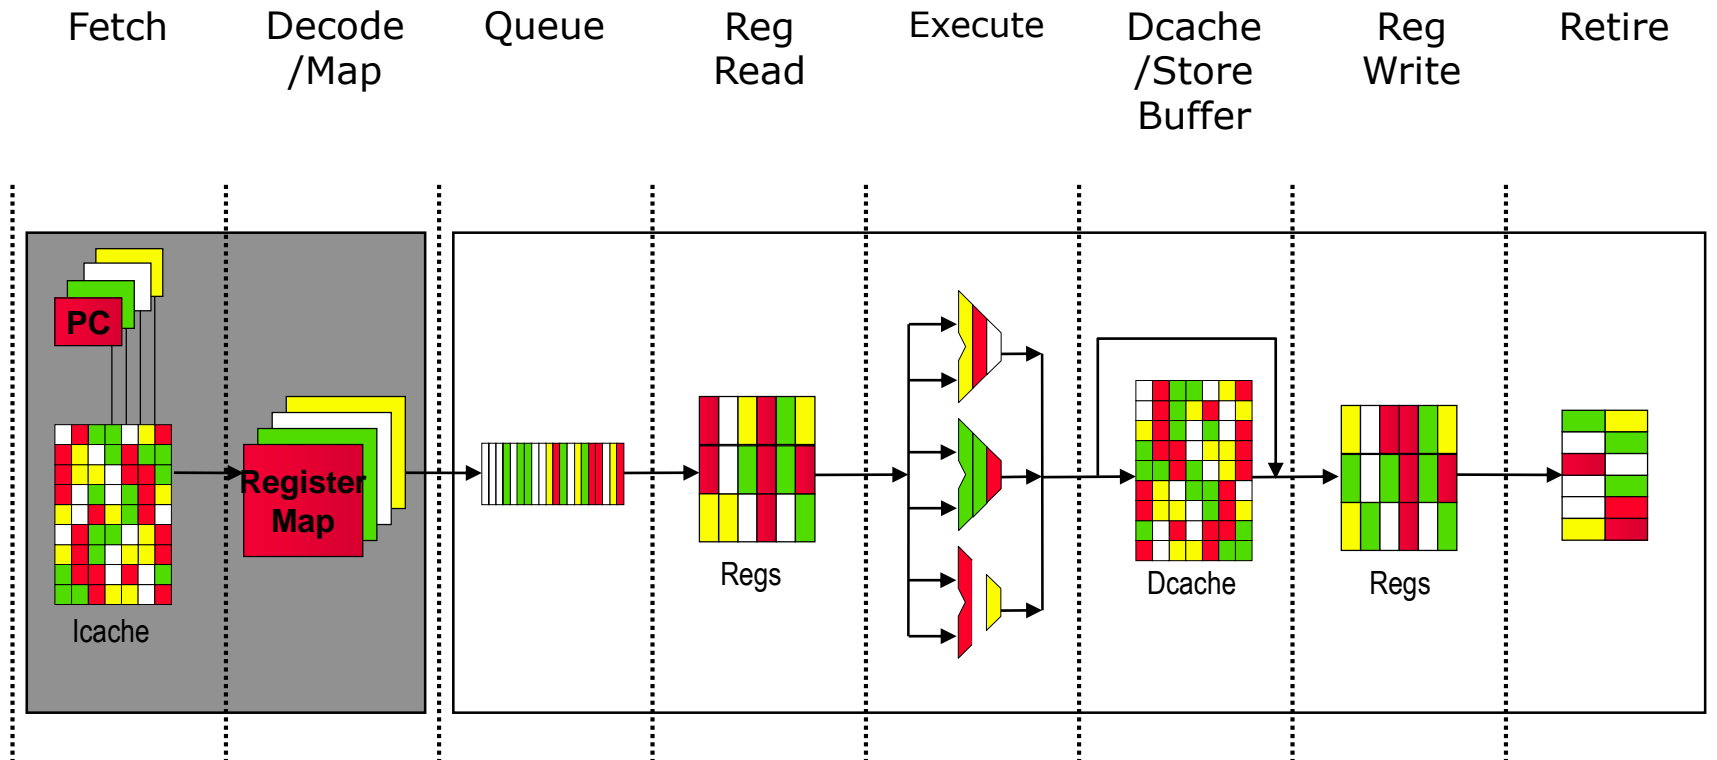 Fetch
Decode
/Map
Queue
Reg
Read
Execute
Dcache
/Store
Buffer
Reg
Write
Retire
PC
Register
Map
Icache
Regs
Dcache
Regs